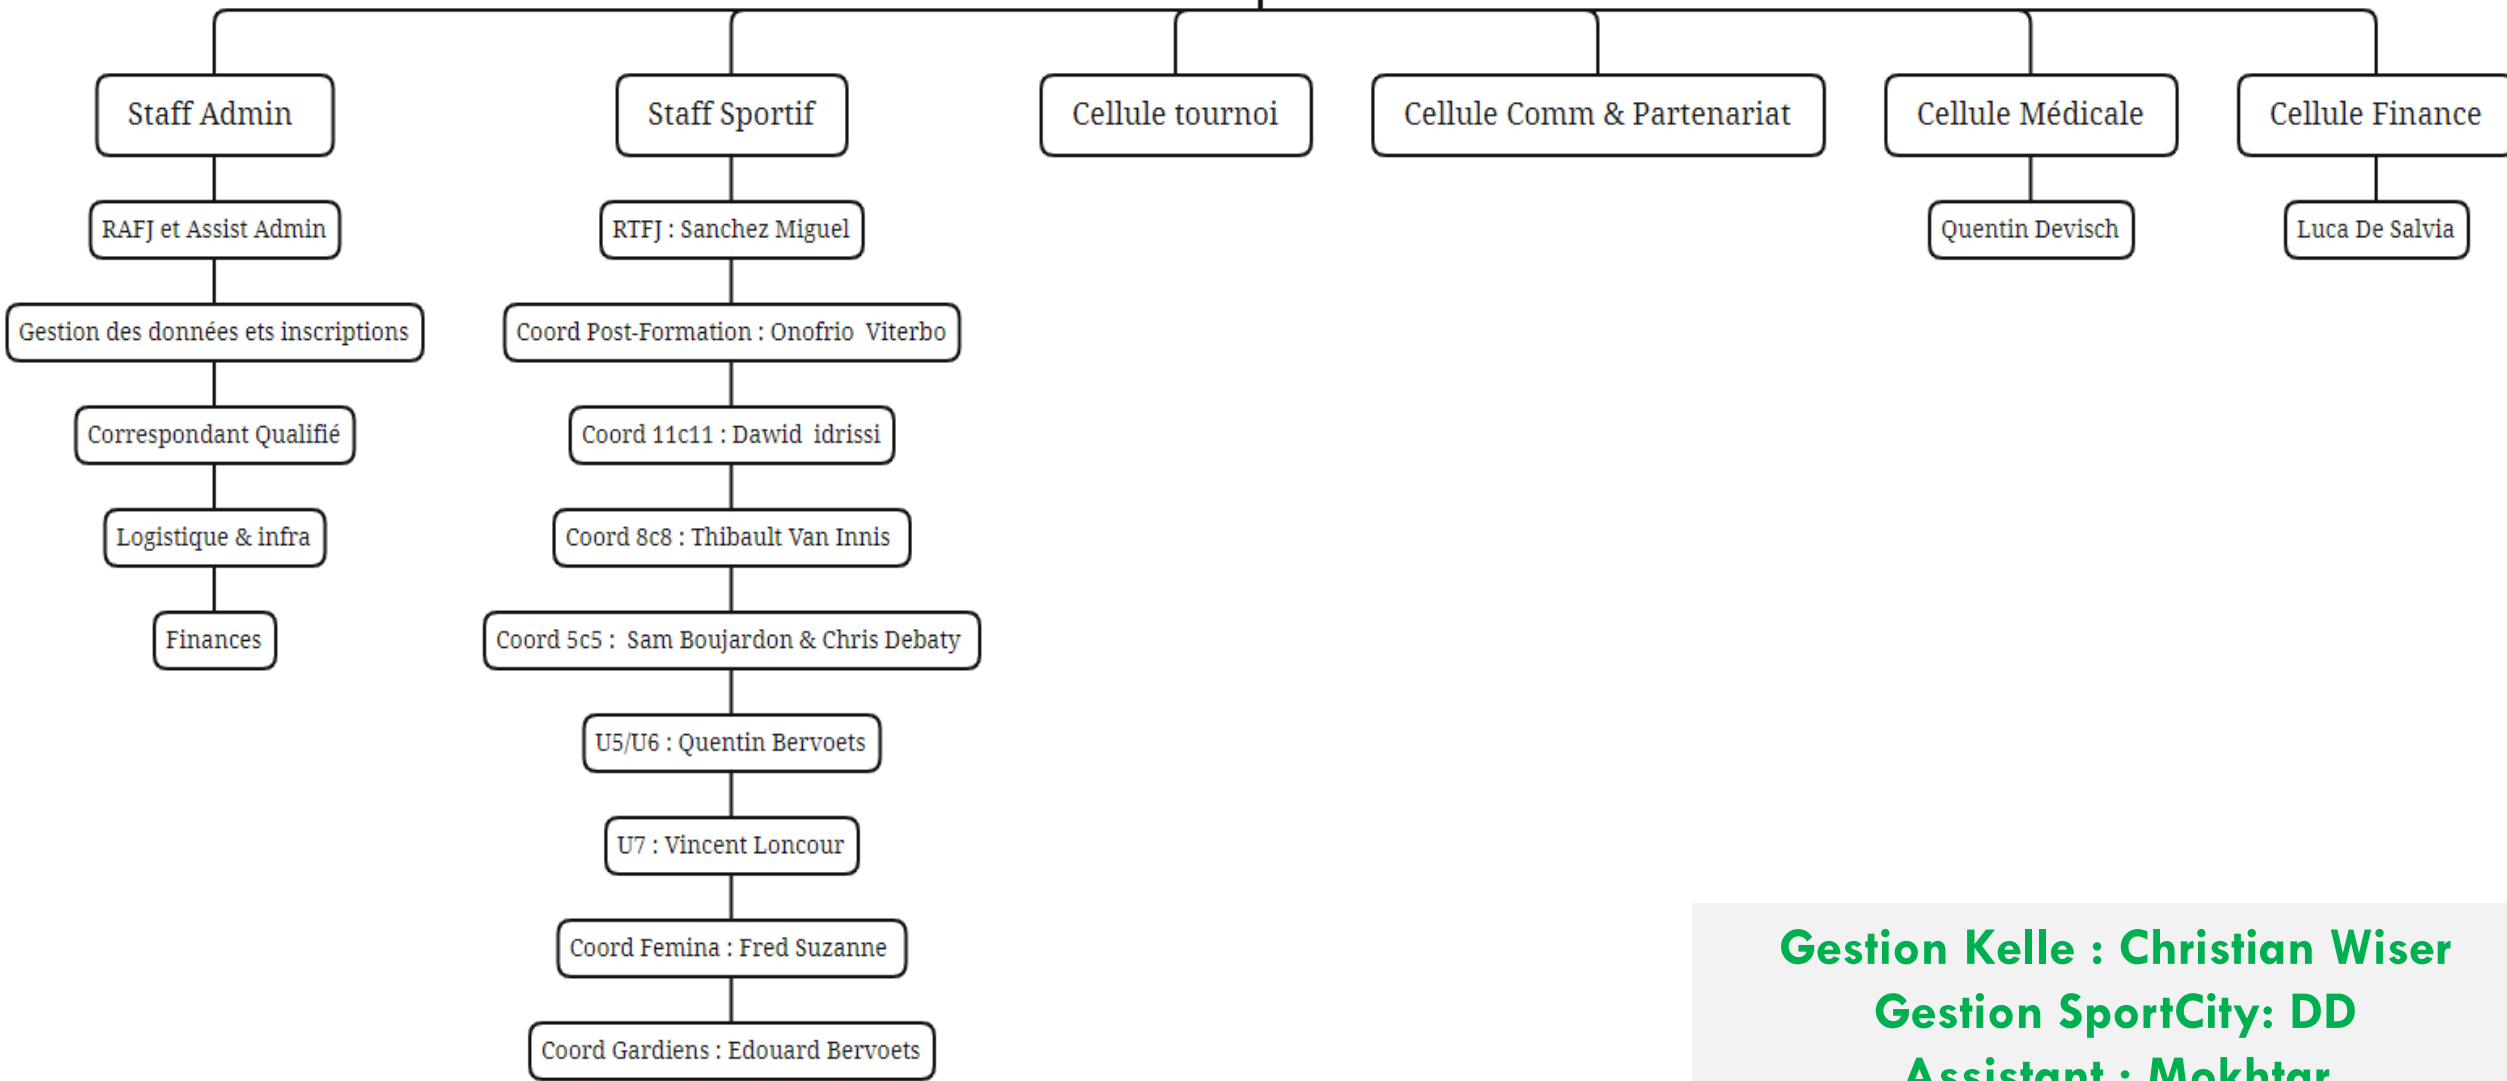 Staff Admin
Staff Sportif
Cellule tournoi
Cellule Comm & Partenariat
Cellule Médicale
Cellule Finance
RAFJ et Assist Admin
Gestion des données ets inscriptions
Correspondant Qualifié
Logistique & infra
Finances
RTFJ : Sanchez Miguel
Coord Post-Formation : Onofrio Viterbo
Coord 11c11 : Dawid idrissi
Coord 8c8 : Thibault Van Innis
Coord 5c5 : Sam Boujardon & Chris Debaty
U5/U6 : Quentin Bervoets
U7 : Vincent Loncour
Coord Femina : Fred Suzanne
Coord Gardiens : Edouard Bervoets
Quentin Devisch
Luca De Salvia
Gestion Kelle : Christian Wiser
Gestion SportCity: DD
Assistant : Mokhtar